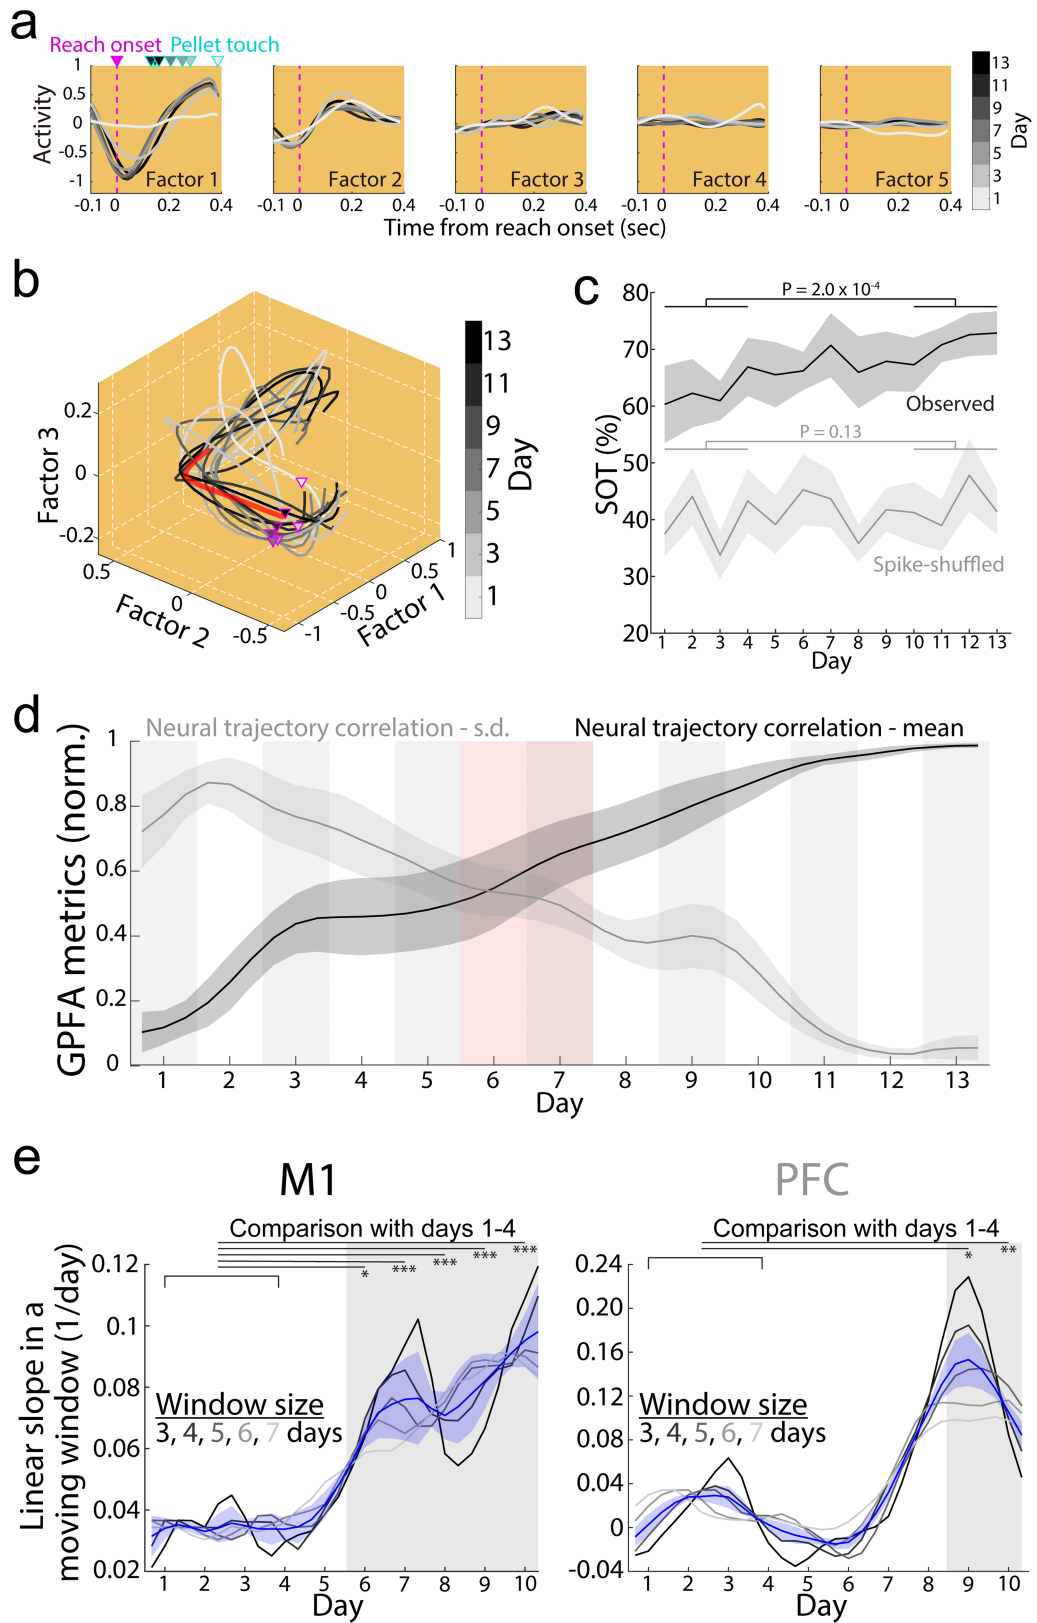 a
Reach onset Pellet touch
Activity
1
0.5
0
-0.5
-1
Factor 1
Factor 2
Factor 3
Factor 4
Factor 5
-0.1 0 0.2 0.4
-0.1 0 0.2 0.4
-0.1 0 0.2 0.4
-0.1 0 0.2 0.4
-0.1 0 0.2 0.4
Time from reach onset (sec)
13
11
9
7
5
3
1
Day
b
Factor 3
0.2
0
-0.2
0.5
0
-0.5
Factor 2
-1
-0.5
0
0.5
1
Factor 1
13
11
9
7
5
3
1
Day
c
SOT (%)
80
70
60
50
40
30
20
P = 2.0 x 10-4
Observed
P = 0.13
Spike-shuffled
1 2 3 4 5 6 7 8 9 10 11 12 13
Day
d
Neural trajectory correlation - s.d. Neural trajectory correlation - mean
GPFA metrics (norm.)
1
0.8
0.6
0.4
0.2
0
1 2 3 4 5 6 7 8 9 10 11 12 13
Day
e
M1
Comparison with days 1-4
* *** *** *** ***
Linear slope in a
moving window (1/day)
0.12
0.1
0.08
0.06
0.04
0.02
Window size
3, 4, 5, 6, 7 days
1 2 3 4 5 6 7 8 9 10
Day
PFC
Comparison with days 1-4
* **
0.24
0.20
0.16
0.12
0.08
0.04
0
-0.04
Window size
3, 4, 5, 6, 7 days
1 2 3 4 5 6 7 8 9 10
Day